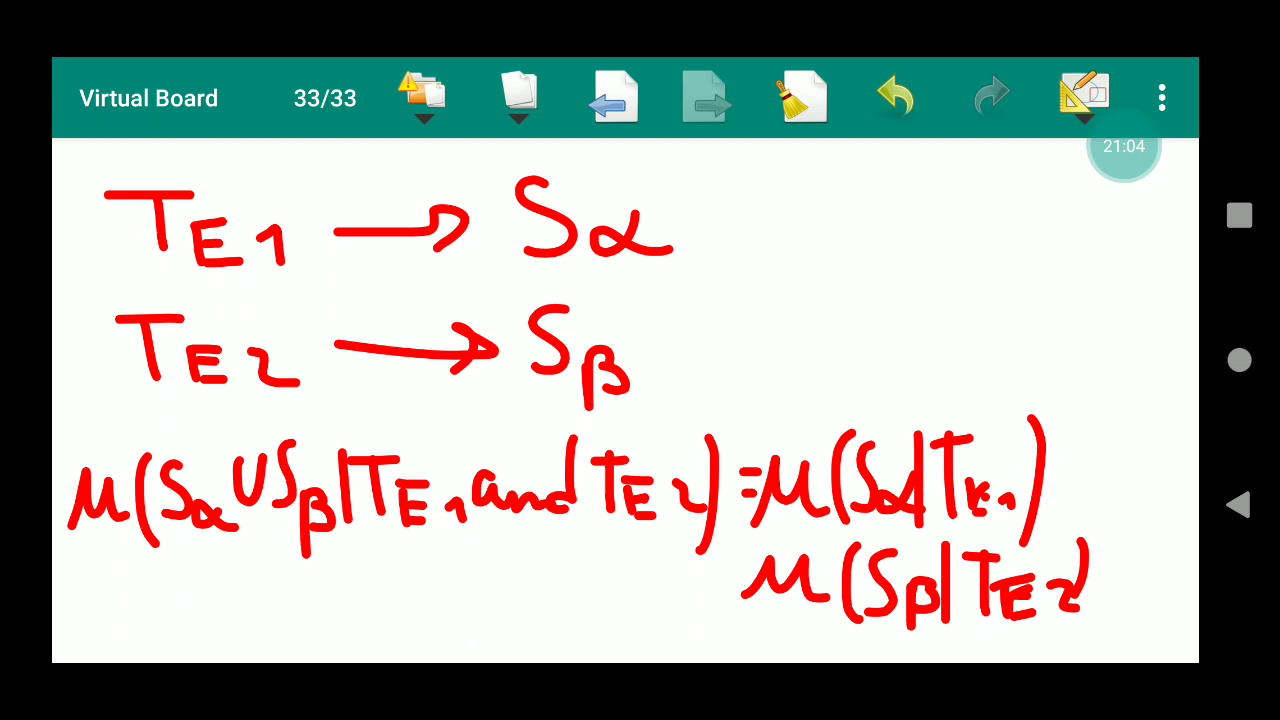 Virtual Board 33/33
21:04
TE1 → Sα
TE2 → Sβ
μ(Sα∪Sβ|TE1 and TE2) = μ(Sα|TE1)
μ(Sβ|TE2)